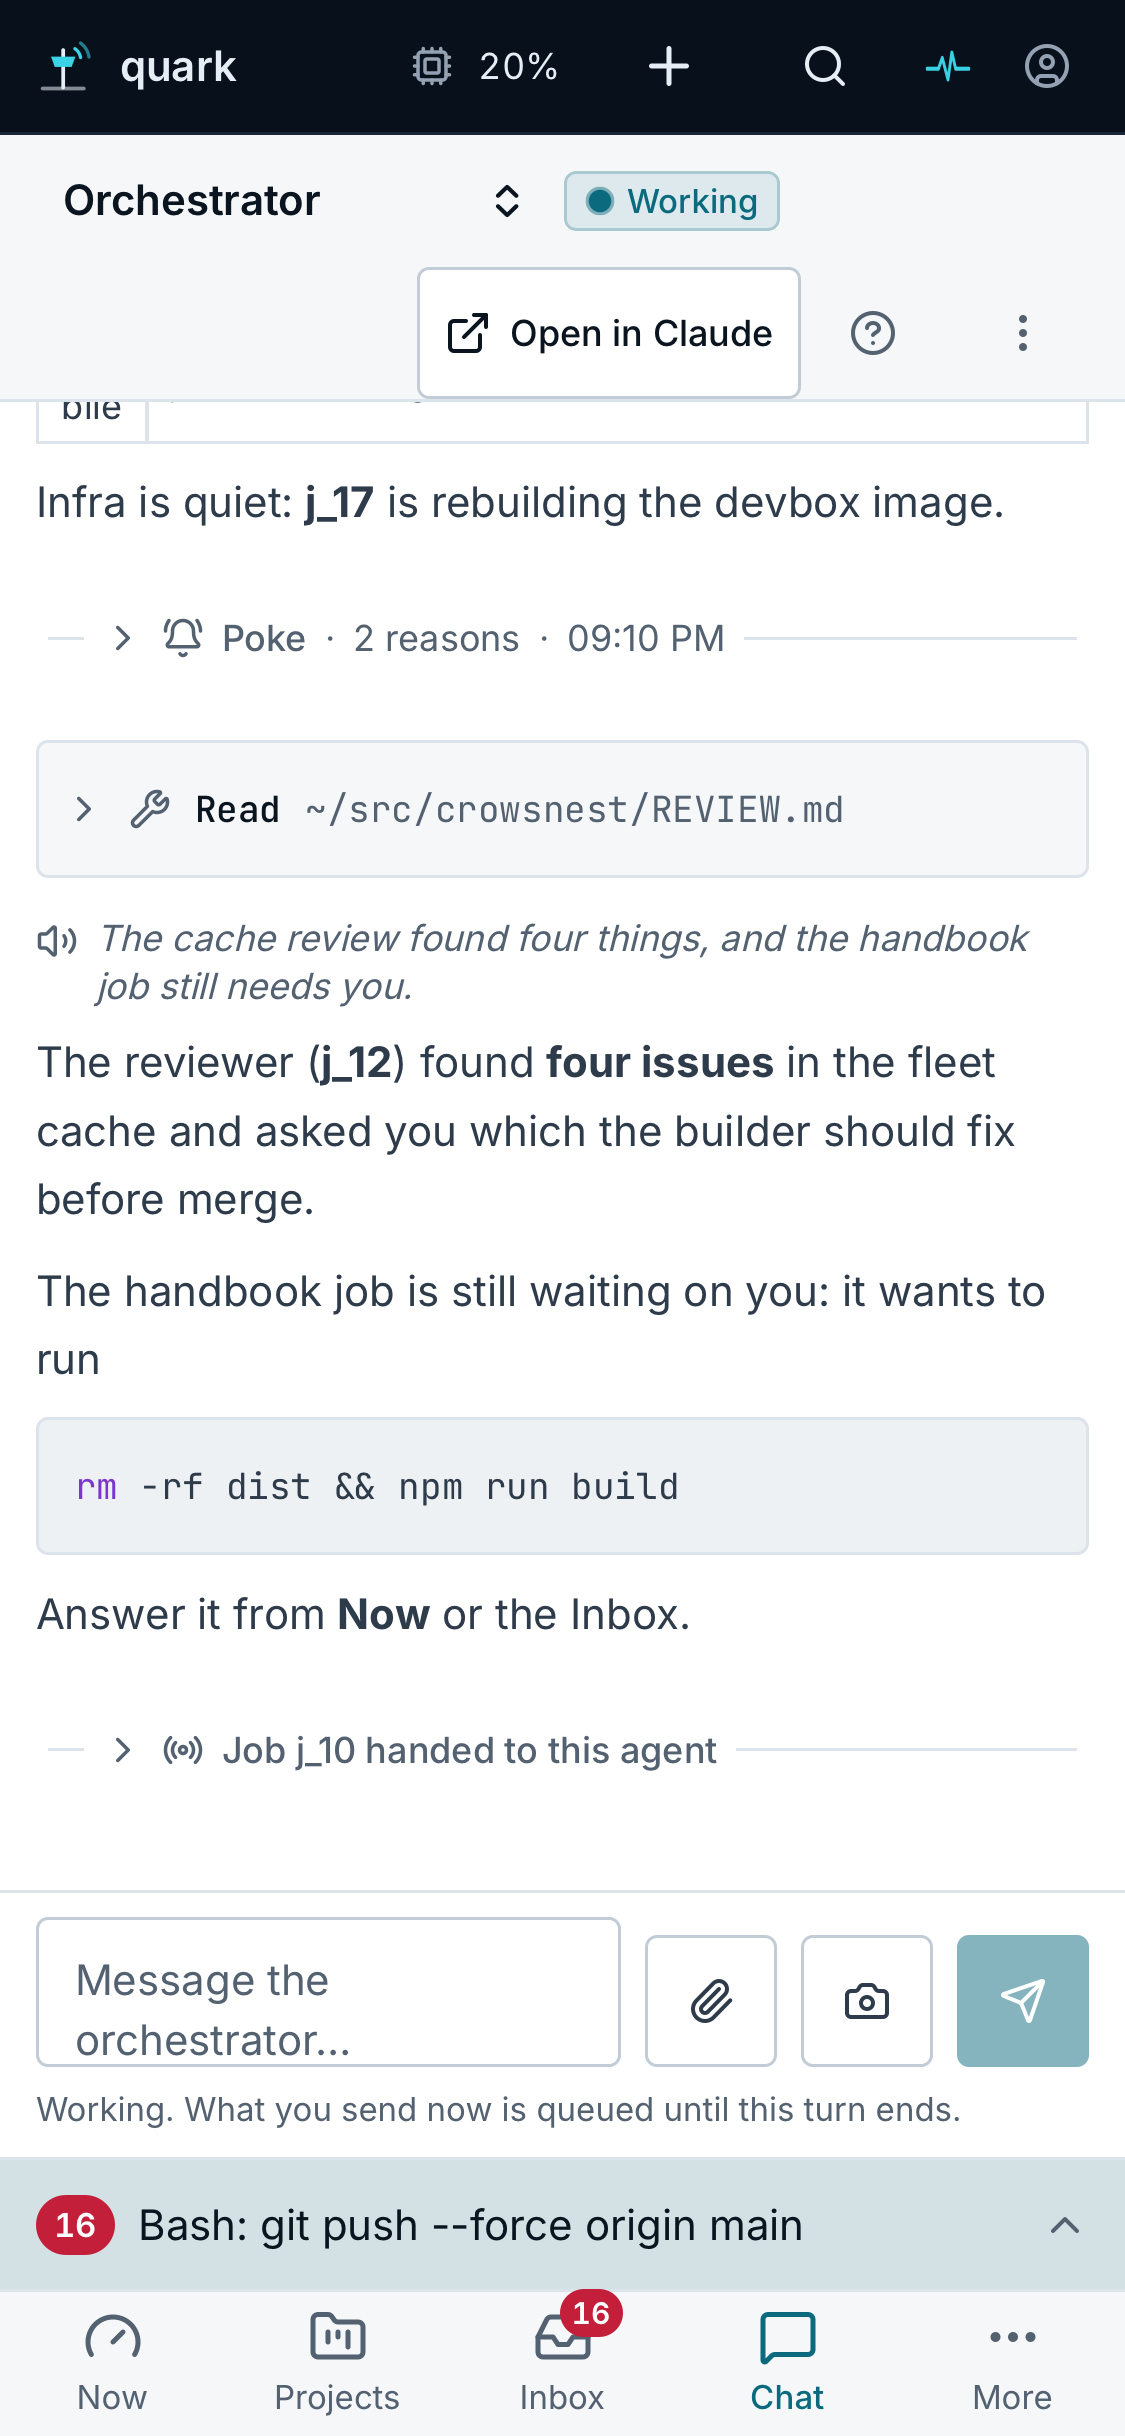 quark
20%
Orchestrator
Working
Open in Claude
bile
Infra is quiet: j_17 is rebuilding the devbox image.
Poke · 2 reasons · 09:10 PM
Read ~/src/crowsnest/REVIEW.md
The cache review found four things, and the handbook
job still needs you.
The reviewer (j_12) found four issues in the fleet
cache and asked you which the builder should fix
before merge.
The handbook job is still waiting on you: it wants to
run
rm -rf dist && npm run build
Answer it from Now or the Inbox.
Job j_10 handed to this agent
Message the
orchestrator...
Working. What you send now is queued until this turn ends.
16 Bash: git push --force origin main
16
Now
Projects
Inbox
Chat
More